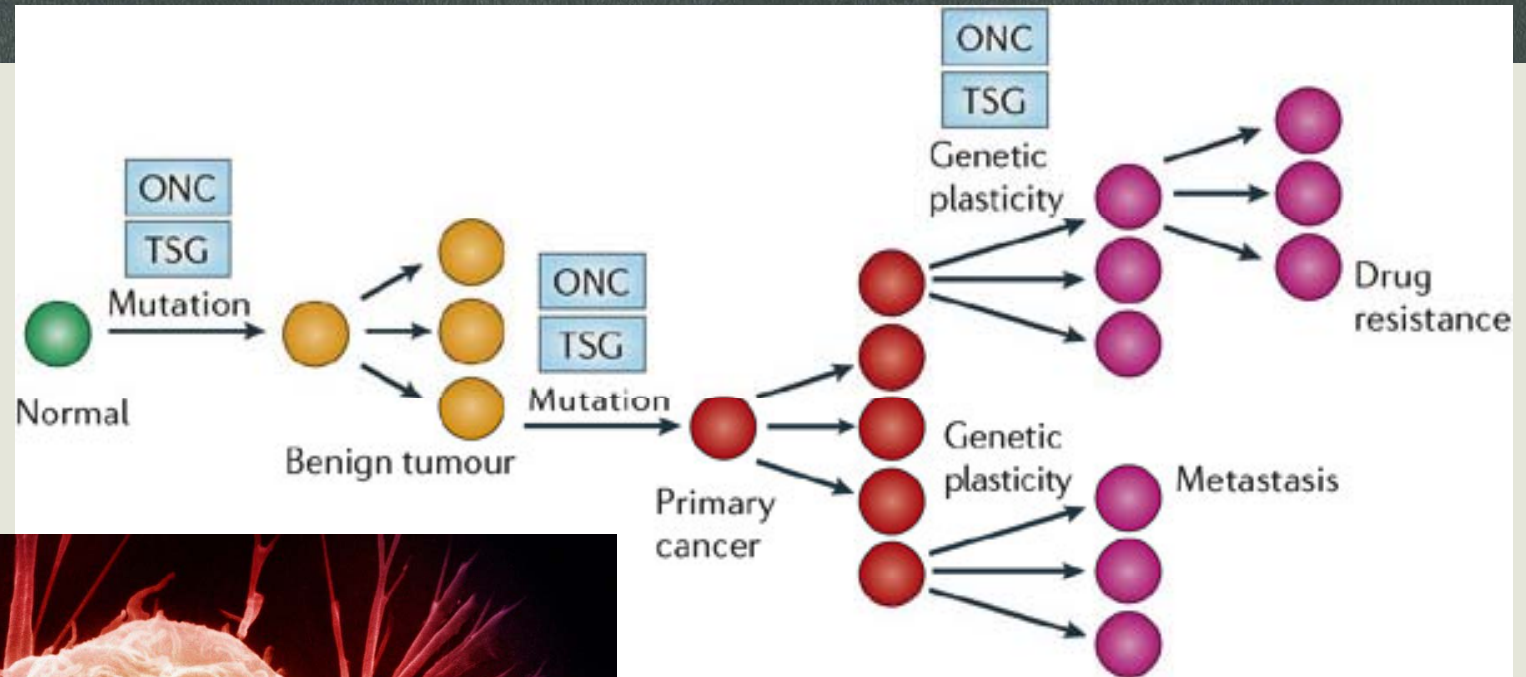 ONC
TSG
Mutation
Normal
Benign tumour
ONC
TSG
Mutation
Primary
cancer
ONC
TSG
Genetic
plasticity
Drug
resistance
Genetic
plasticity
Metastasis